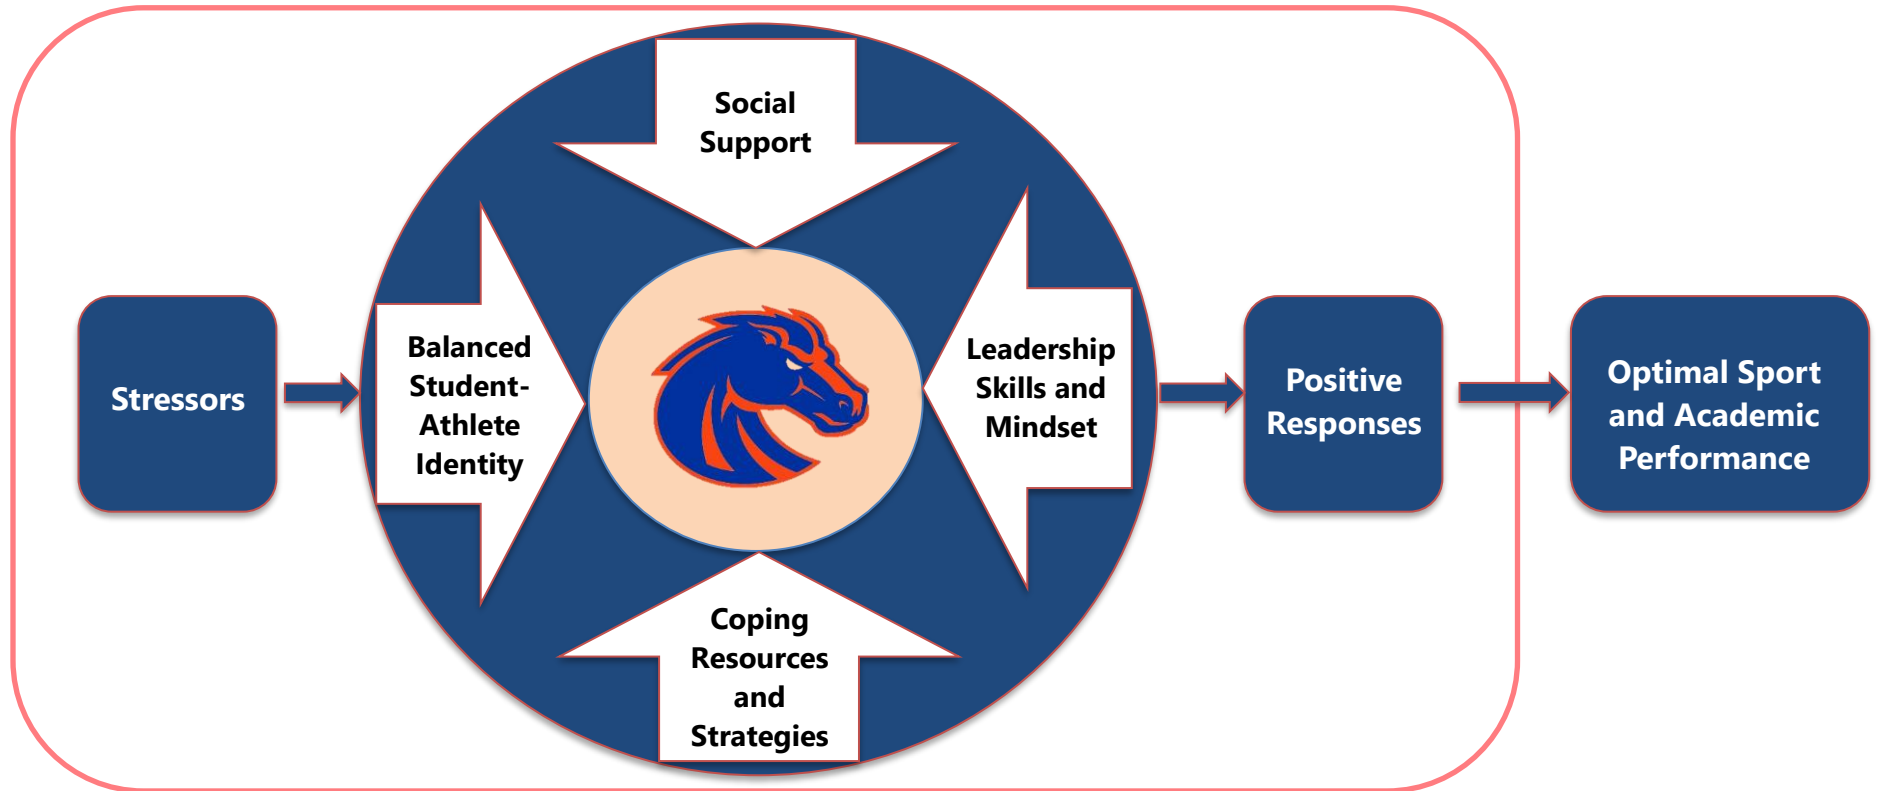 Social
Support
Stressors
Balanced
Student-
Athlete
Identity
Leadership
Skills and
Mindset
Positive
Responses
Optimal Sport
and Academic
Performance
Coping
Resources
and
Strategies